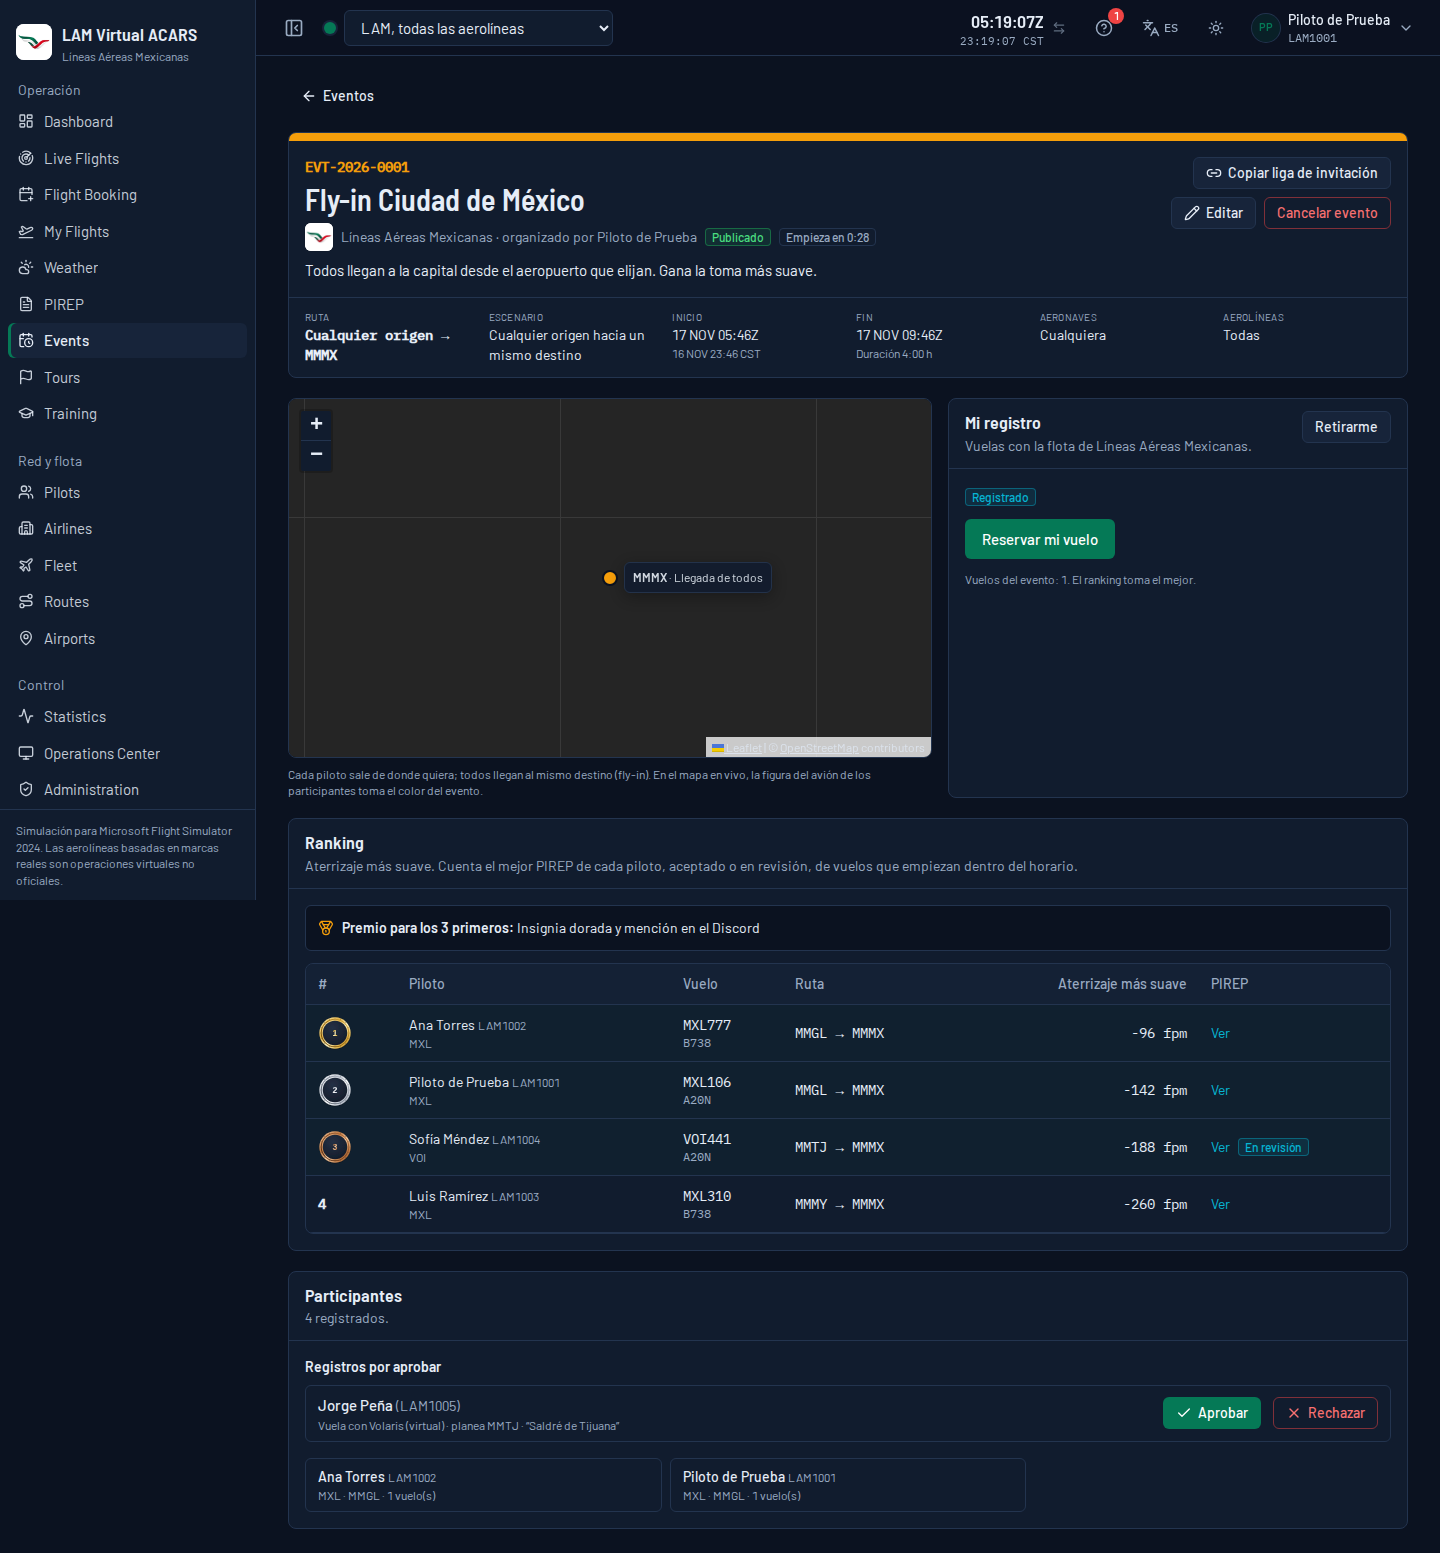 LAM Virtual ACARS
Líneas Aéreas Mexicanas
Operación
Dashboard
Live Flights
Flight Booking
My Flights
Weather
PIREP
Events
Tours
Training
Red y flota
Pilots
Airlines
Fleet
Routes
Airports
Control
Statistics
Operations Center
Administration
Simulación para Microsoft Flight Simulator
2024. Las aerolíneas basadas en marcas
reales son operaciones virtuales no
oficiales.
LAM, todas las aerolíneas
05:19:07Z
23:19:07 CST
1
ES
PP
Piloto de Prueba
LAM1001
Eventos
EVT-2026-0001
Fly-in Ciudad de México
Líneas Aéreas Mexicanas · organizado por Piloto de Prueba
Publicado
Empieza en 0:28
Todos llegan a la capital desde el aeropuerto que elijan. Gana la toma más suave.
Copiar liga de invitación
Editar
Cancelar evento
RUTA
Cualquier origen →
MMMX
ESCENARIO
Cualquier origen hacia un
mismo destino
INICIO
17 NOV 05:46Z
16 NOV 23:46 CST
FIN
17 NOV 09:46Z
Duración 4:00 h
AERONAVES
Cualquiera
AEROLÍNEAS
Todas
+
−
MMMX · Llegada de todos
Leaflet | © OpenStreetMap contributors
Cada piloto sale de donde quiera; todos llegan al mismo destino (fly-in). En el mapa en vivo, la figura del avión de los
participantes toma el color del evento.
Mi registro
Vuelas con la flota de Líneas Aéreas Mexicanas.
Retirarme
Registrado
Reservar mi vuelo
Vuelos del evento: 1. El ranking toma el mejor.
Ranking
Aterrizaje más suave. Cuenta el mejor PIREP de cada piloto, aceptado o en revisión, de vuelos que empiezan dentro del horario.
Premio para los 3 primeros: Insignia dorada y mención en el Discord
# Piloto Vuelo Ruta Aterrizaje más suave PIREP
1 Ana Torres LAM1002 MXL777 MMGL → MMMX -96 fpm Ver
MXL B738
2 Piloto de Prueba LAM1001 MXL106 MMGL → MMMX -142 fpm Ver
MXL A20N
3 Sofía Méndez LAM1004 VOI441 MMTJ → MMMX -188 fpm Ver En revisión
VOI A20N
4 Luis Ramírez LAM1003 MXL310 MMMY → MMMX -260 fpm Ver
MXL B738
Participantes
4 registrados.
Registros por aprobar
Jorge Peña (LAM1005)
Vuela con Volaris (virtual) · planea MMTJ · "Saldré de Tijuana"
Aprobar
Rechazar
Ana Torres LAM1002
MXL · MMGL · 1 vuelo(s)
Piloto de Prueba LAM1001
MXL · MMGL · 1 vuelo(s)